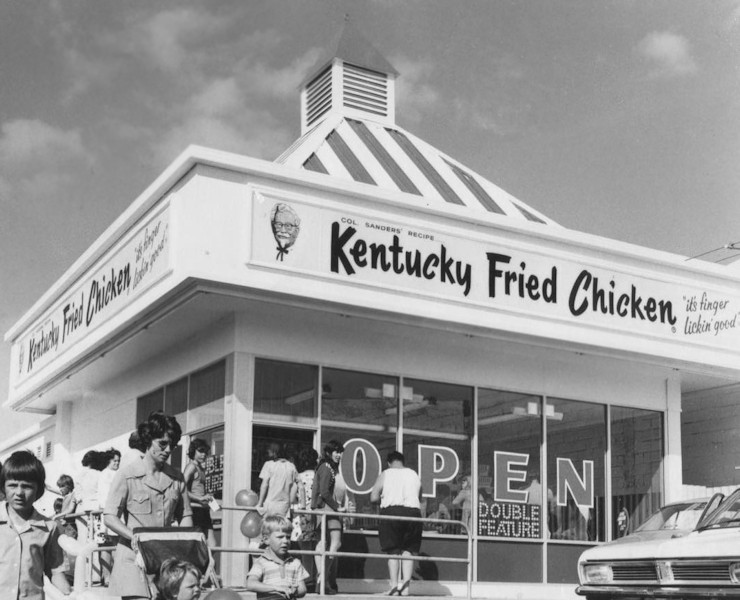 COL. SANDERS' RECIPE
Kentucky Fried Chicken
"it's finger
lickin' good"
Kentucky Fried Chicken
"it's finger
lickin' good"
OPEN
DOUBLE
FEATURE